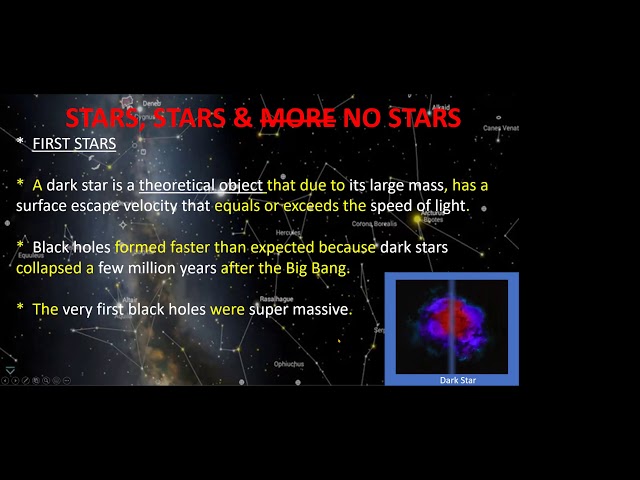 Deneb
Cygnus
Alkaid
Canes Venat
STARS, STARS & MORE NO STARS
* FIRST STARS
* A dark star is a theoretical object that due to its large mass, has a
surface escape velocity that equals or exceeds the speed of light.
Arcturus
Bootes
Corona Borealis
Hercules
* Black holes formed faster than expected because dark stars
collapsed a few million years after the Big Bang.
Equuleus
Altair
Rasalhague
* The very first black holes were super massive.
Ophiuchus
Dark Star